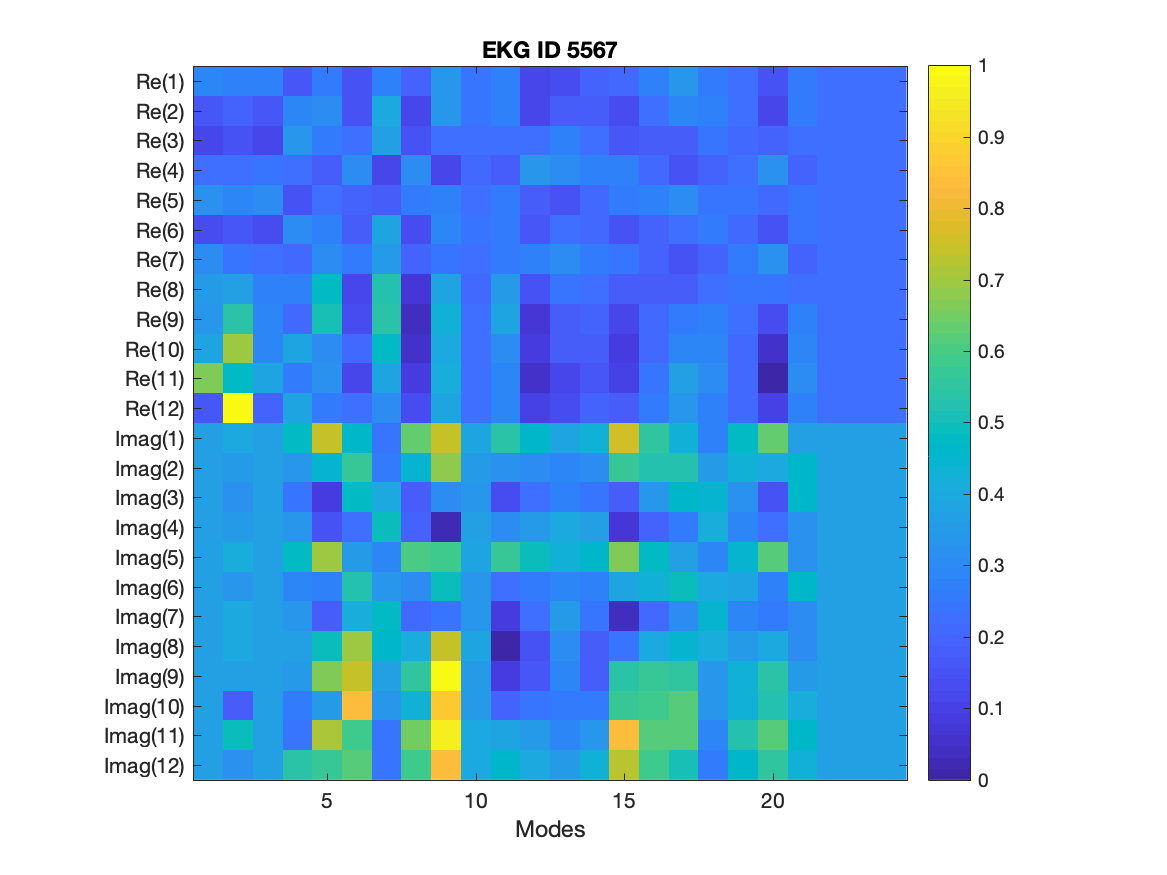 EKG ID 5567
Re(1)
Re(2)
Re(3)
Re(4)
Re(5)
Re(6)
Re(7)
Re(8)
Re(9)
Re(10)
Re(11)
Re(12)
Imag(1)
Imag(2)
Imag(3)
Imag(4)
Imag(5)
Imag(6)
Imag(7)
Imag(8)
Imag(9)
Imag(10)
Imag(11)
Imag(12)
5 10 15 20
Modes
1
0.9
0.8
0.7
0.6
0.5
0.4
0.3
0.2
0.1
0